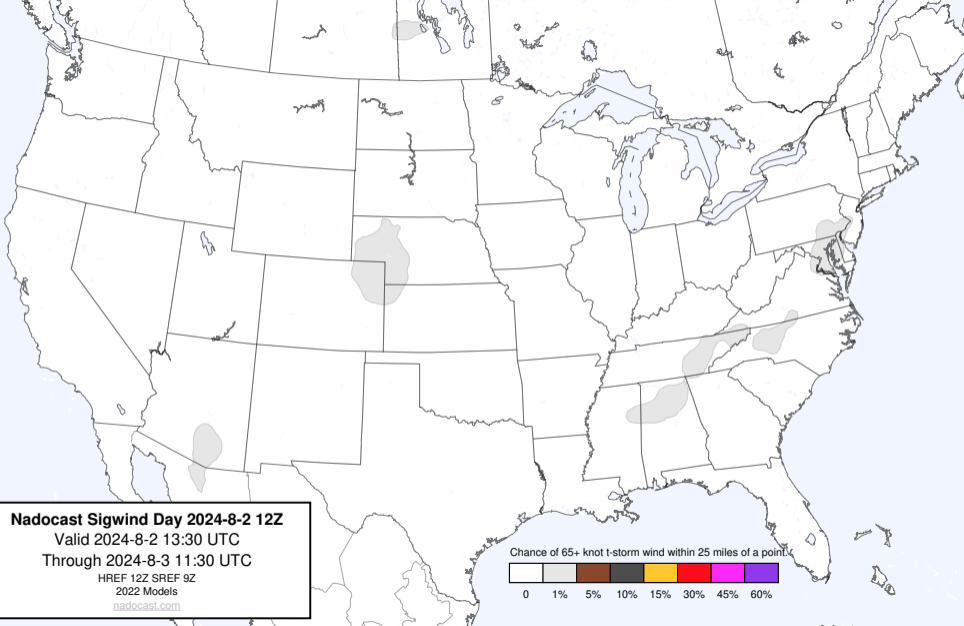 Nadocast Sigwind Day 2024-8-2 12Z
Valid 2024-8-2 13:30 UTC
Through 2024-8-3 11:30 UTC
HREF 12Z SREF 9Z
2022 Models
nadocast.com
Chance of 65+ knot t-storm wind within 25 miles of a point.
0 1% 5% 10% 15% 30% 45% 60%